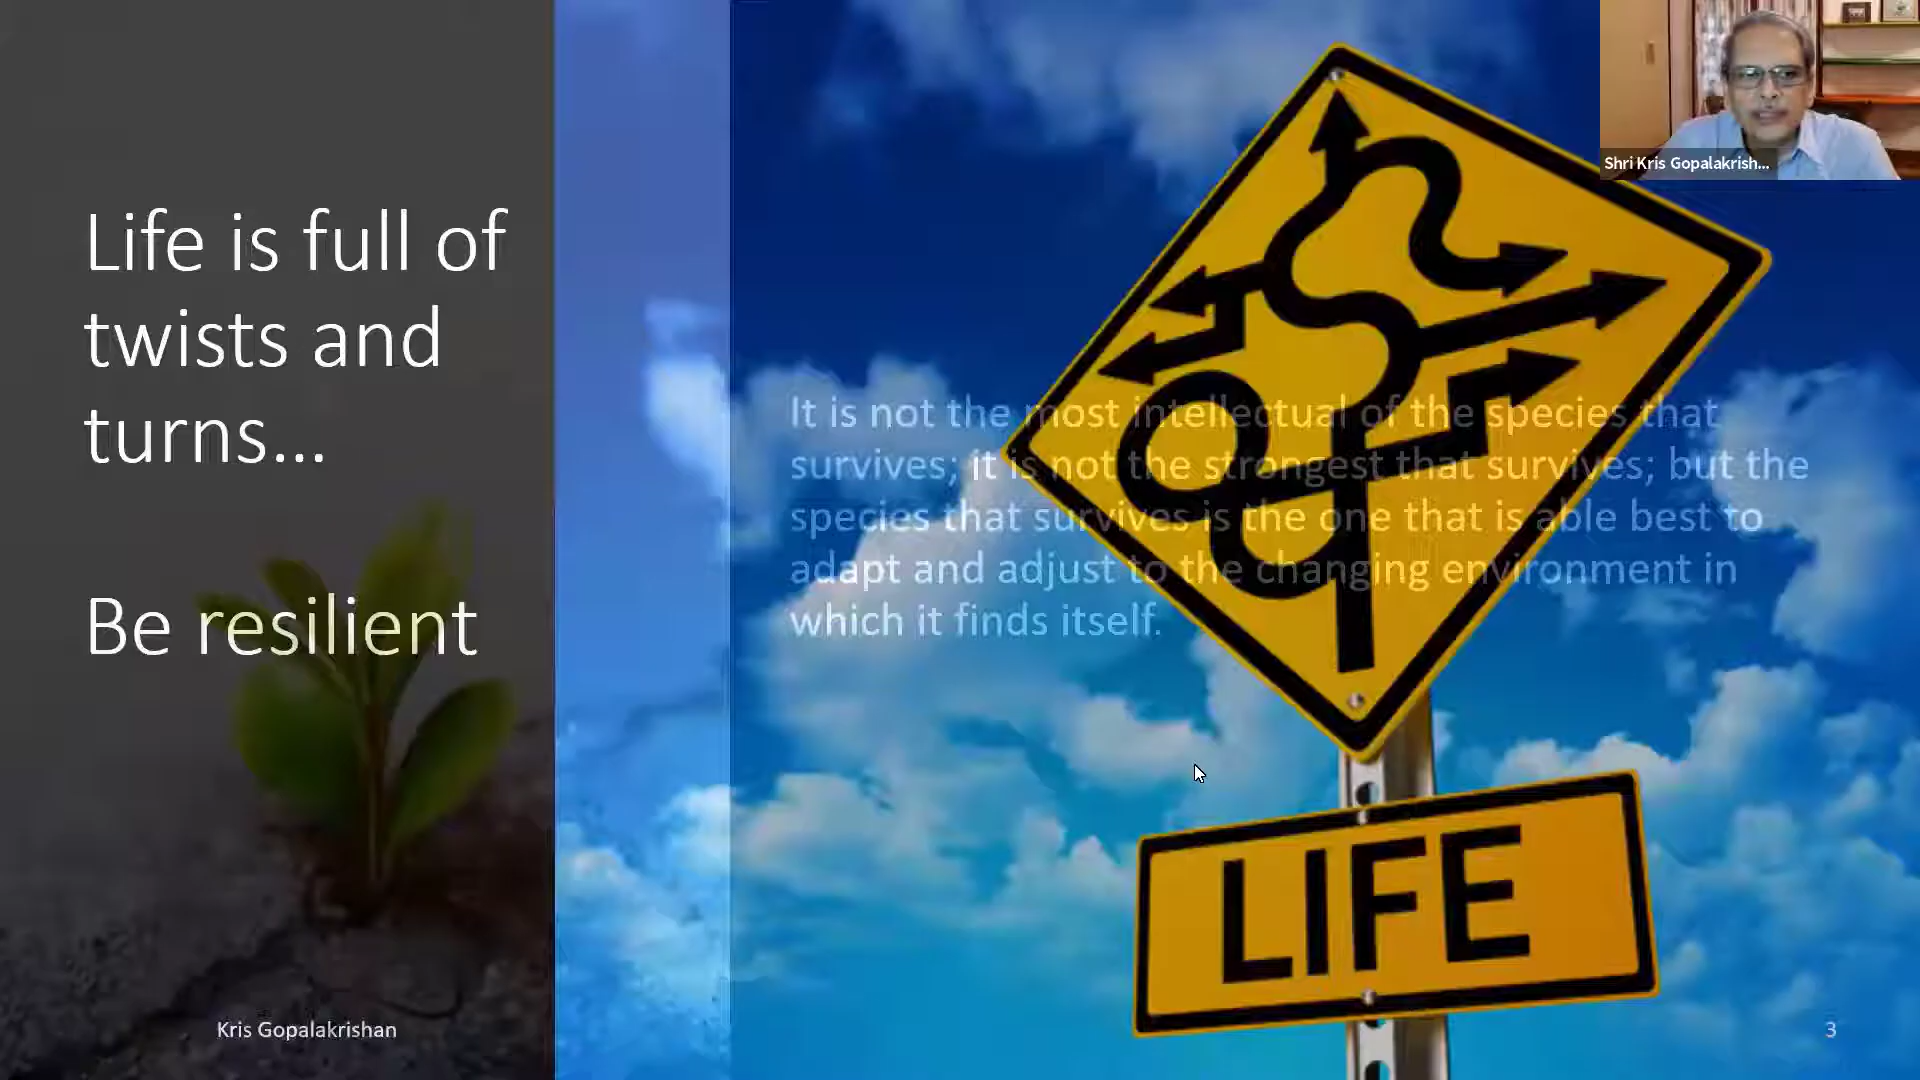 Shri Kris Gopalakrish...
Life is full of
twists and
turns...
Be resilient
It is not the most intellectual of the species that
survives; it is not the strongest that survives; but the
species that survives is the one that is able best to
adapt and adjust to the changing environment in
which it finds itself.
LIFE
Kris Gopalakrishan
3